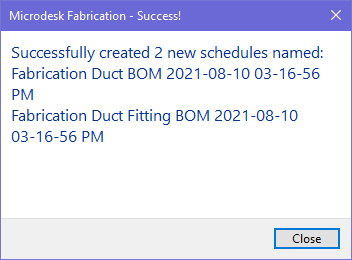 Microdesk Fabrication - Success!
Successfully created 2 new schedules named:
Fabrication Duct BOM 2021-08-10 03-16-56
PM
Fabrication Duct Fitting BOM 2021-08-10
03-16-56 PM
Close